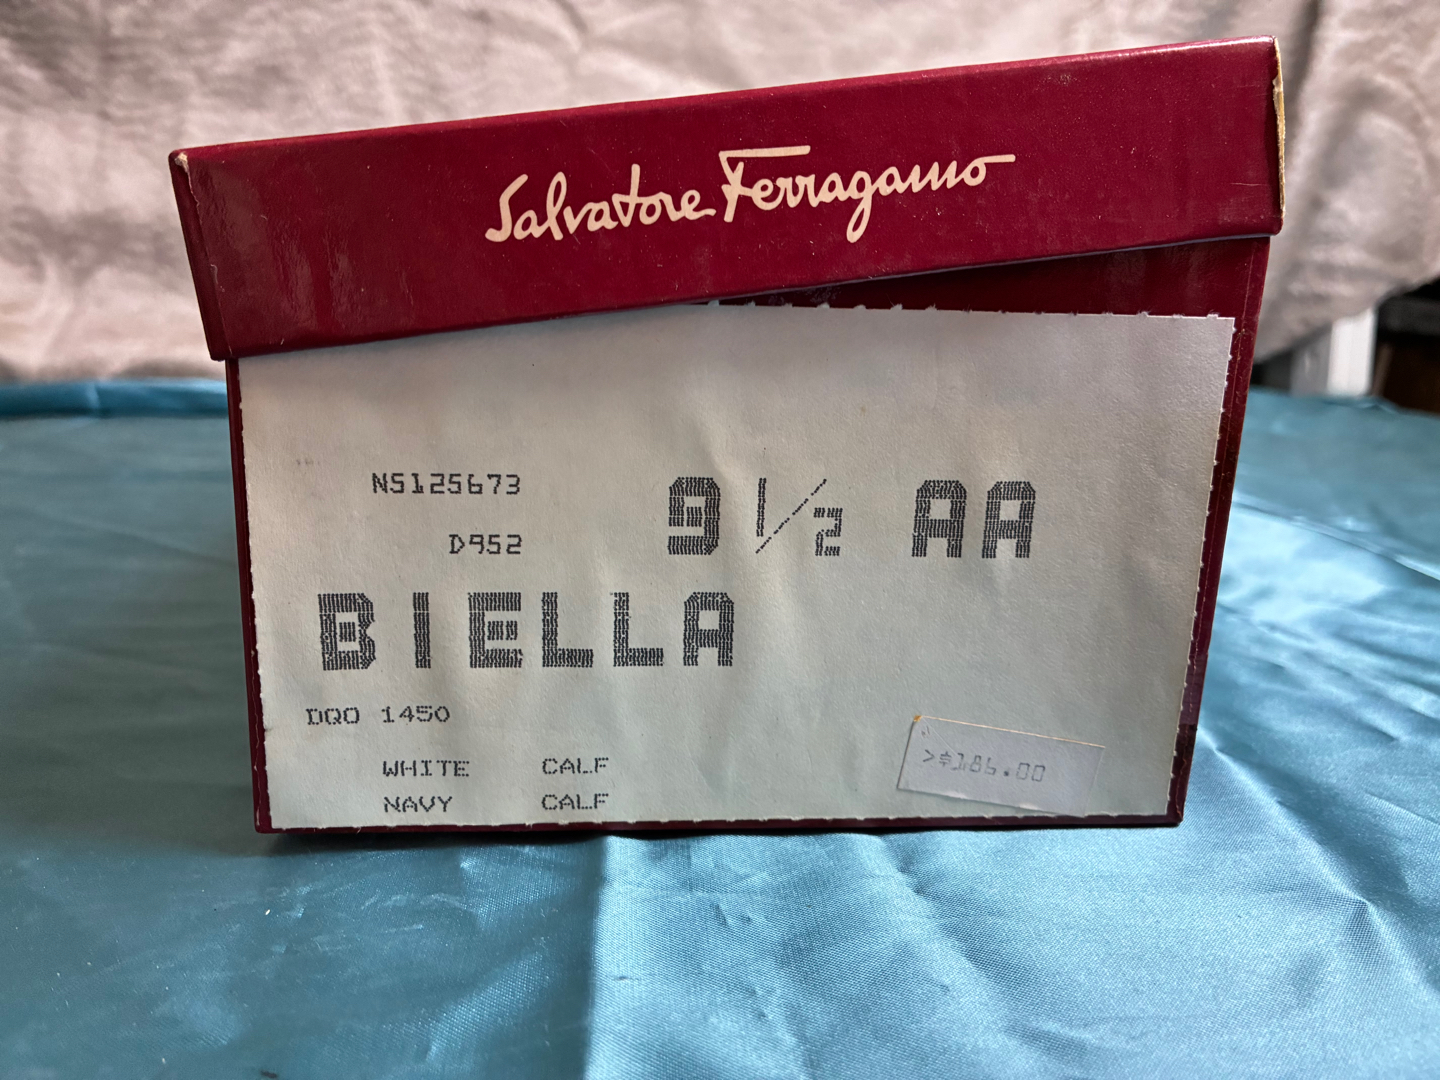 Salvatore Ferragamo
NS125673
9 1/2 AA
D952
BIELLA
DQO 1450
WHITE CALF
NAVY CALF
>$186.00